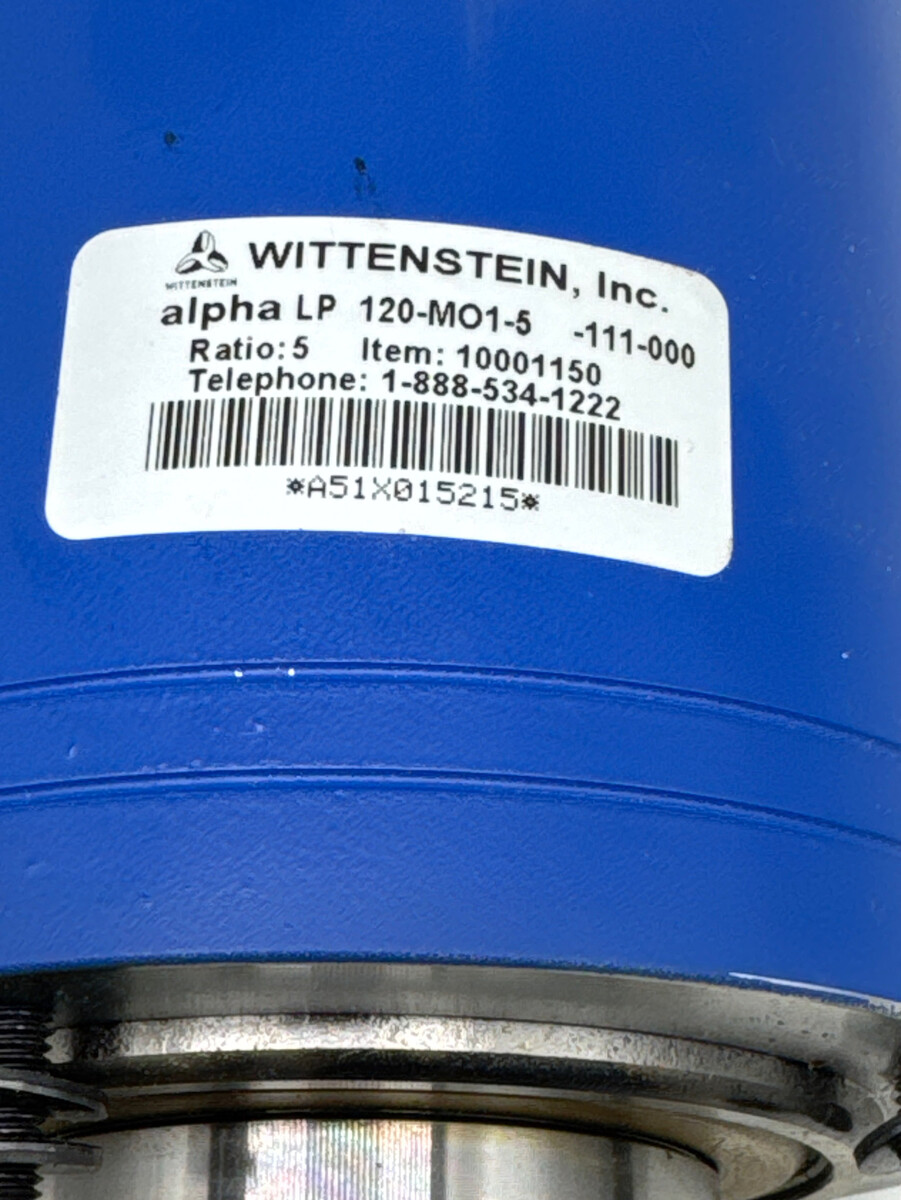 WITTENSTEIN
WITTENSTEIN, Inc.
alpha LP 120-MO1-5 -111-000
Ratio: 5 Item: 10001150
Telephone: 1-888-534-1222
*A51X015215*